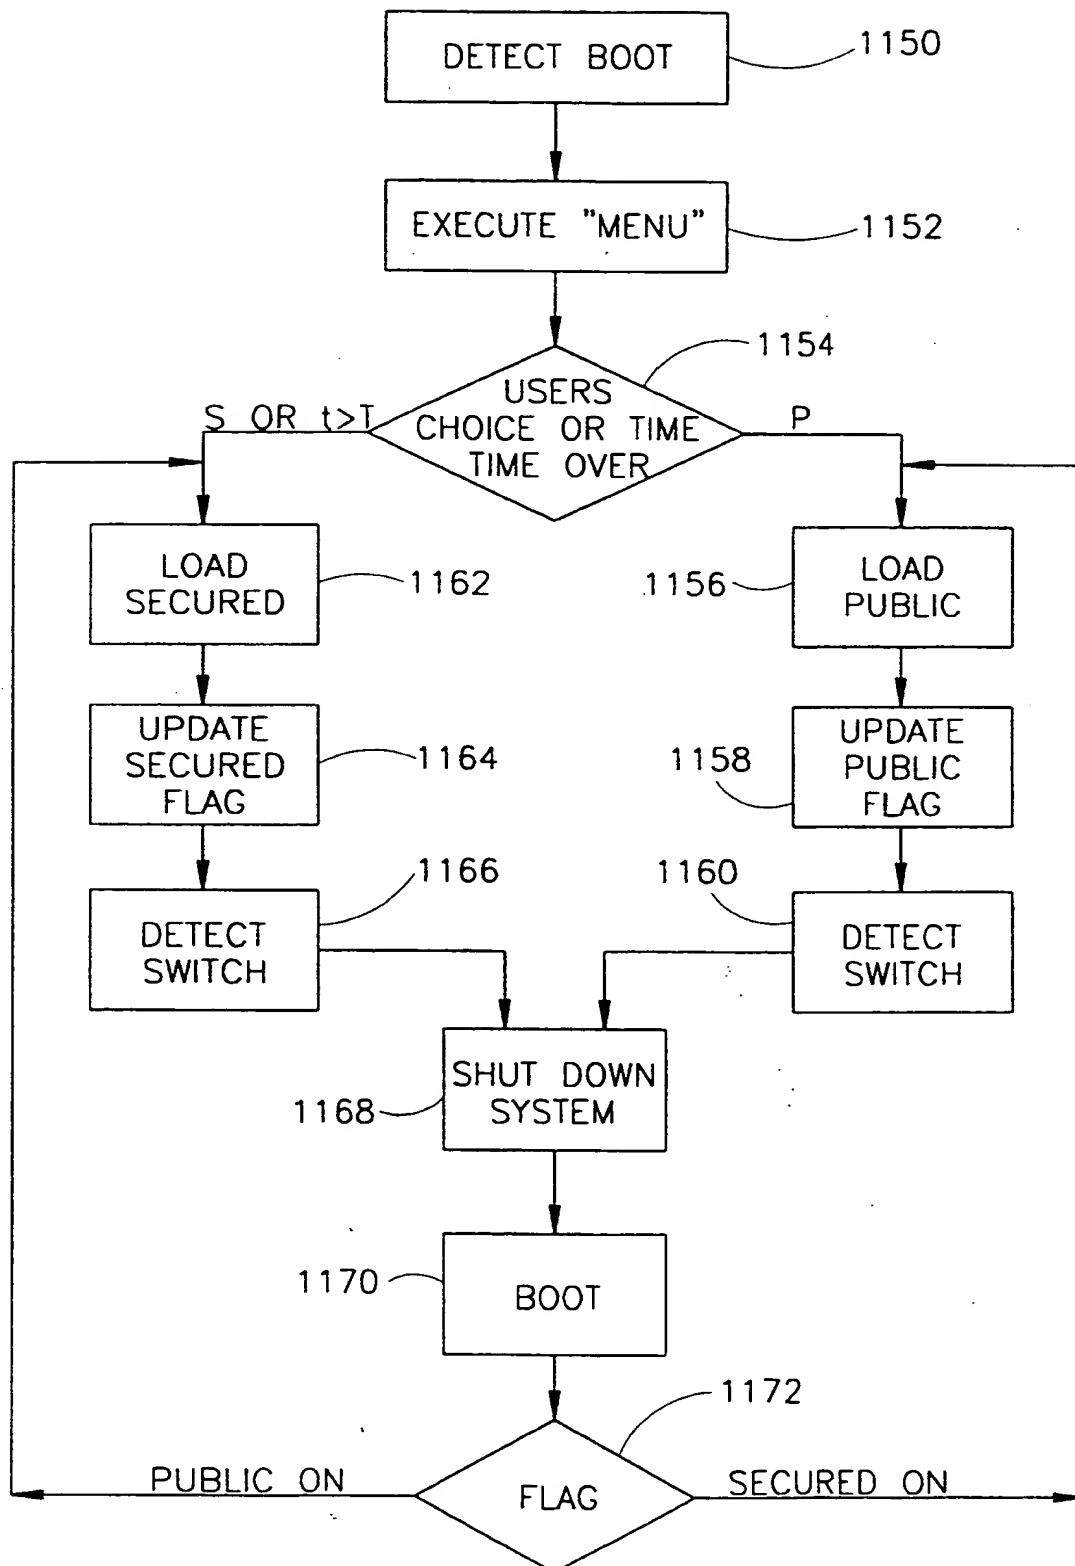 DETECT BOOT
1150
EXECUTE "MENU"
1152
1154
USERS
CHOICE OR TIME
TIME OVER
S OR t>T
P
LOAD
SECURED
1162
1156
LOAD
PUBLIC
UPDATE
SECURED
FLAG
1164
1158
UPDATE
PUBLIC
FLAG
1166
1160
DETECT
SWITCH
DETECT
SWITCH
SHUT DOWN
SYSTEM
1168
1170
BOOT
1172
PUBLIC ON
FLAG
SECURED ON